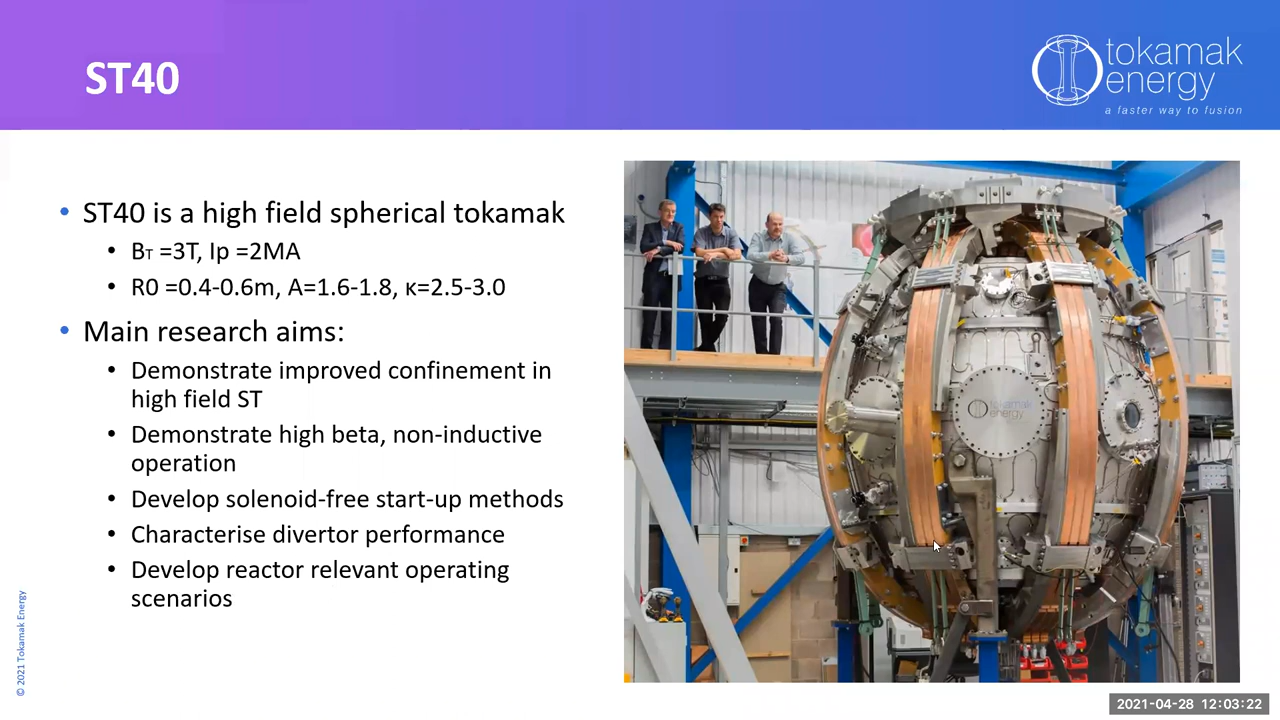 ST40
tokamak
energy
a faster way to fusion
• ST40 is a high field spherical tokamak
• BT =3T, Ip =2MA
• R0 =0.4-0.6m, A=1.6-1.8, κ=2.5-3.0
• Main research aims:
• Demonstrate improved confinement in
high field ST
• Demonstrate high beta, non-inductive
operation
• Develop solenoid-free start-up methods
• Characterise divertor performance
• Develop reactor relevant operating
scenarios
tokamak
energy
© 2021 Tokamak Energy
2021-04-28 12:03:22